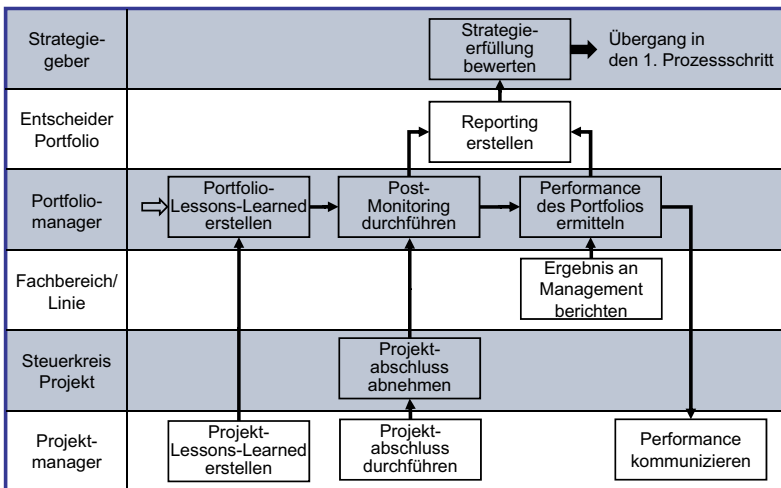 Strategie-
geber
Strategie-
erfüllung
bewerten
Übergang in
den 1. Prozessschritt
Entscheider
Portfolio
Reporting
erstellen
Portfolio-
manager
Portfolio-
Lessons-Learned
erstellen
Post-
Monitoring
durchführen
Performance
des Portfolios
ermitteln
Fachbereich/
Linie
Ergebnis an
Management
berichten
Steuerkreis
Projekt
Projekt-
abschluss
abnehmen
Projekt-
manager
Projekt-
Lessons-Learned
erstellen
Projekt-
abschluss
durchführen
Performance
kommunizieren